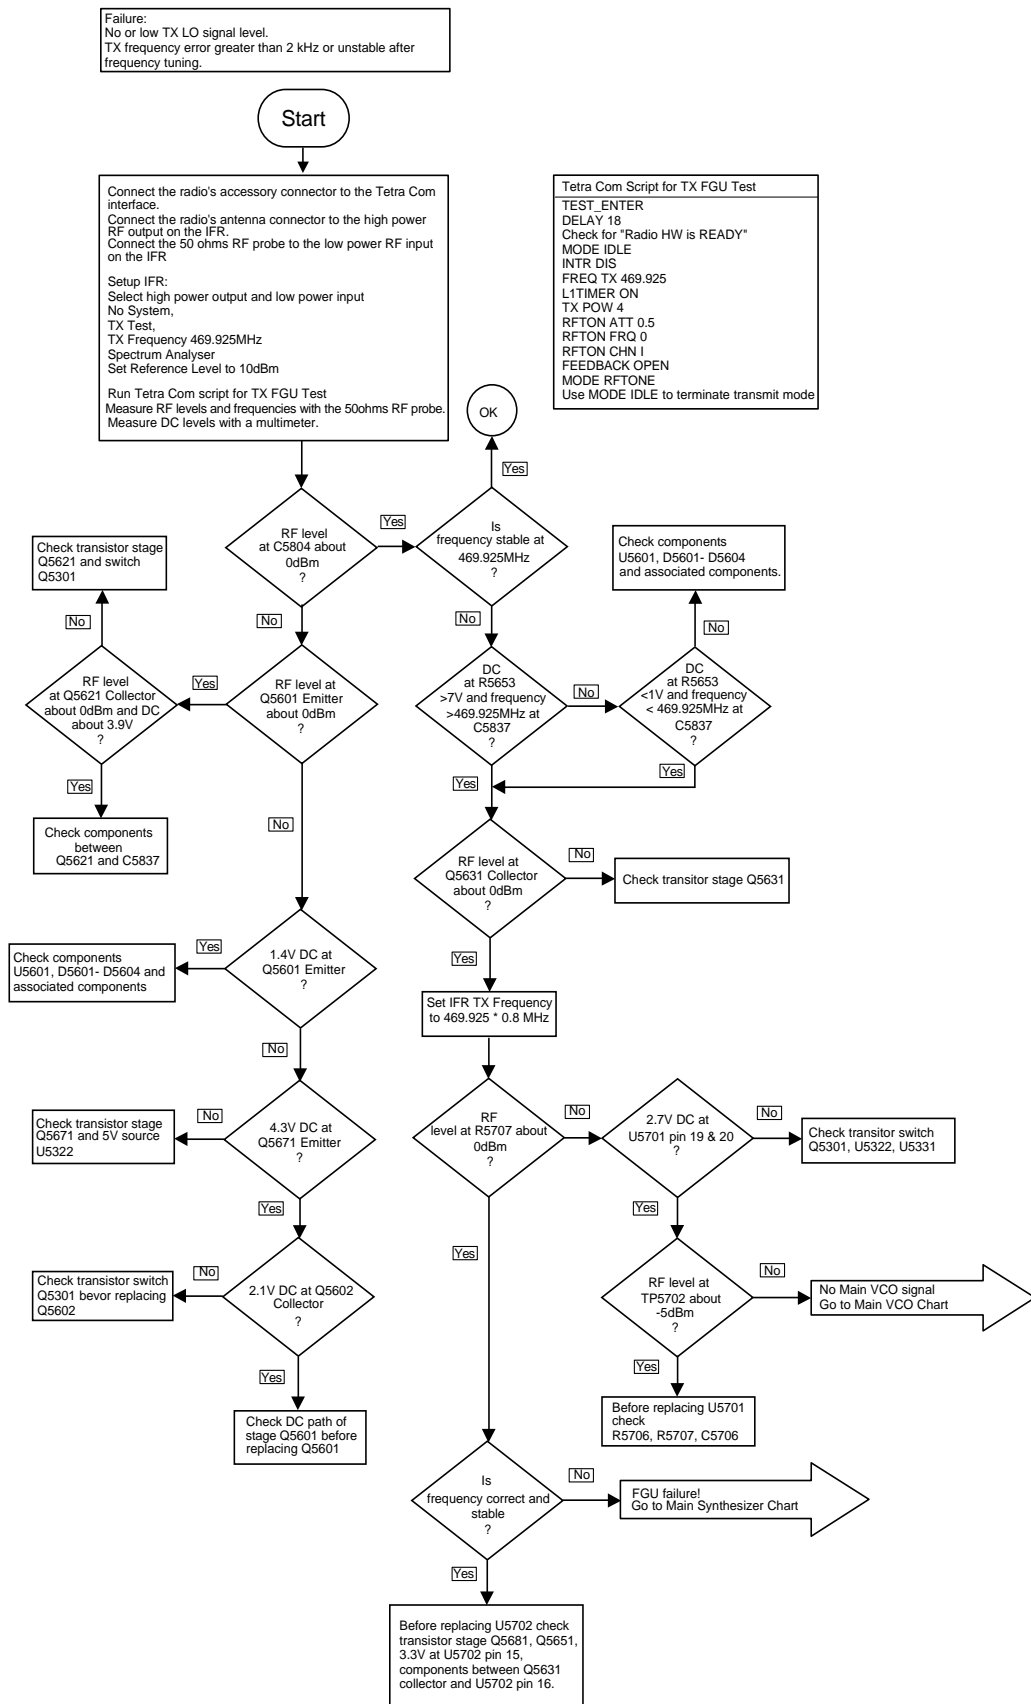 Failure:
No or low TX LO signal level.
TX frequency error greater than 2 kHz or unstable after
frequency tuning.
Start
Connect the radio's accessory connector to the Tetra Com
interface.
Connect the radio's antenna connector to the high power
RF output on the IFR.
Connect the 50 ohms RF probe to the low power RF input
on the IFR
Setup IFR:
Select high power output and low power input
No System,
TX Test,
TX Frequency 469.925MHz
Spectrum Analyser
Set Reference Level to 10dBm
Run Tetra Com script for TX FGU Test
Measure RF levels and frequencies with the 50ohms RF probe.
Measure DC levels with a multimeter.
Tetra Com Script for TX FGU Test
TEST_ENTER
DELAY 18
Check for "Radio HW is READY"
MODE IDLE
INTR DIS
FREQ TX 469.925
L1TIMER ON
TX POW 4
RFTON ATT 0.5
RFTON FRQ 0
RFTON CHN I
FEEDBACK OPEN
MODE RFTONE
Use MODE IDLE to terminate transmit mode
OK
Yes
RF level
at C5804 about
0dBm
?
Yes
Is
frequency stable at
469.925MHz
?
Check transistor stage
Q5621 and switch
Q5301
Check components
U5601, D5601- D5604
and associated components.
No
No
No
No
RF level
at Q5621 Collector
about 0dBm and DC
about 3.9V
?
Yes
RF level at
Q5601 Emitter
about 0dBm
?
DC
at R5653
>7V and frequency
>469.925MHz at
C5837
?
No
DC
at R5653
<1V and frequency
< 469.925MHz at
C5837
?
Yes
Yes
Yes
Check components
between
Q5621 and C5837
No
RF level at
Q5631 Collector
about 0dBm
?
No
Check transitor stage Q5631
Yes
Check components
U5601, D5601- D5604 and
associated components
Yes
1.4V DC at
Q5601 Emitter
?
Set IFR TX Frequency
to 469.925 * 0.8 MHz
No
Check transistor stage
Q5671 and 5V source
U5322
No
4.3V DC at
Q5671 Emitter
?
RF
level at R5707 about
0dBm
?
No
2.7V DC at
U5701 pin 19 & 20
?
No
Check transitor switch
Q5301, U5322, U5331
Yes
Yes
Yes
Check transistor switch
Q5301 bevor replacing
Q5602
No
2.1V DC at Q5602
Collector
?
RF level at
TP5702 about
-5dBm
?
No
No Main VCO signal
Go to Main VCO Chart
Yes
Yes
Check DC path of
stage Q5601 before
replacing Q5601
Before replacing U5701
check
R5706, R5707, C5706
Is
frequency correct and
stable
?
No
FGU failure!
Go to Main Synthesizer Chart
Yes
Before replacing U5702 check
transistor stage Q5681, Q5651,
3.3V at U5702 pin 15,
components between Q5631
collector and U5702 pin 16.